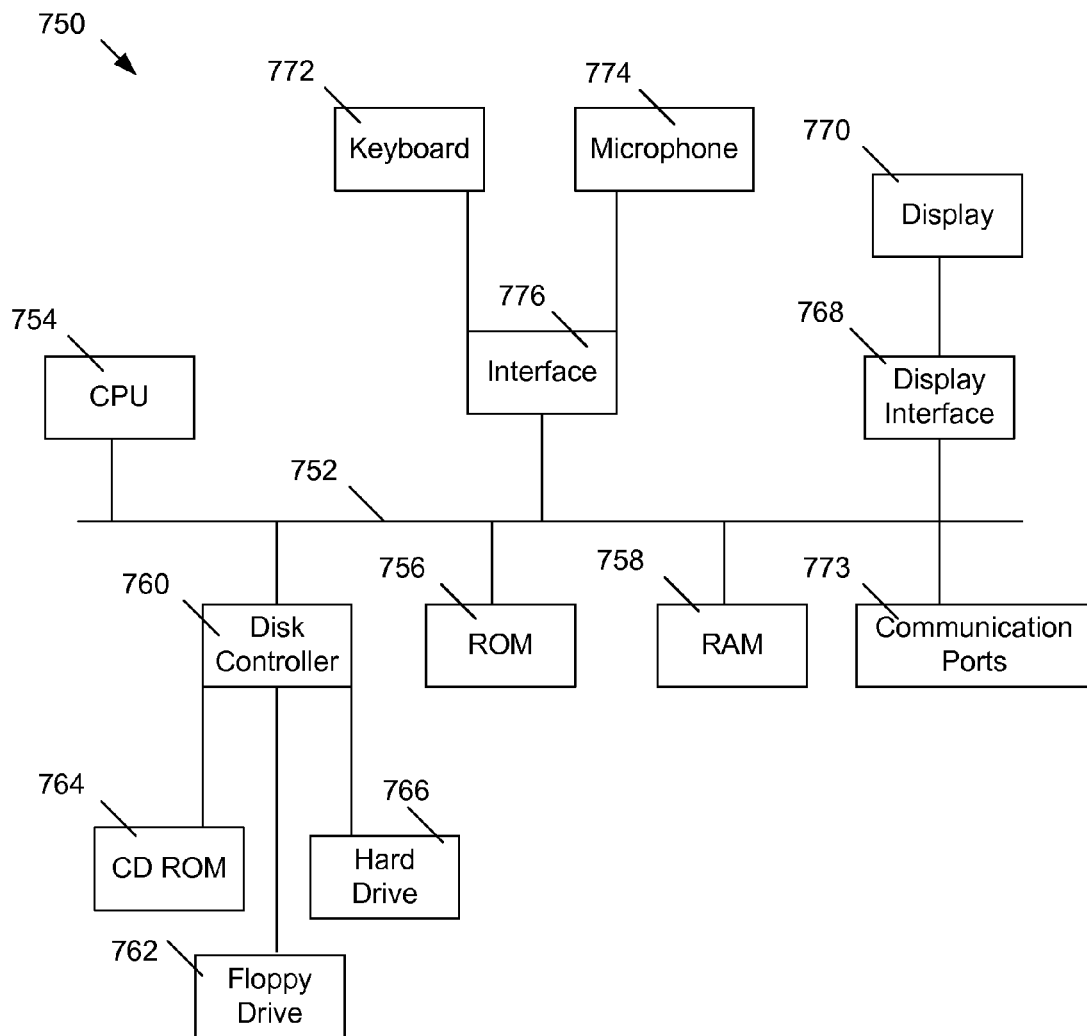 750
772
774
Keyboard
Microphone
770
Display
776
754
768
CPU
Interface
Display
Interface
752
760
756
758
773
Disk
Controller
ROM
RAM
Communication
Ports
764
766
CD ROM
Hard
Drive
762
Floppy
Drive